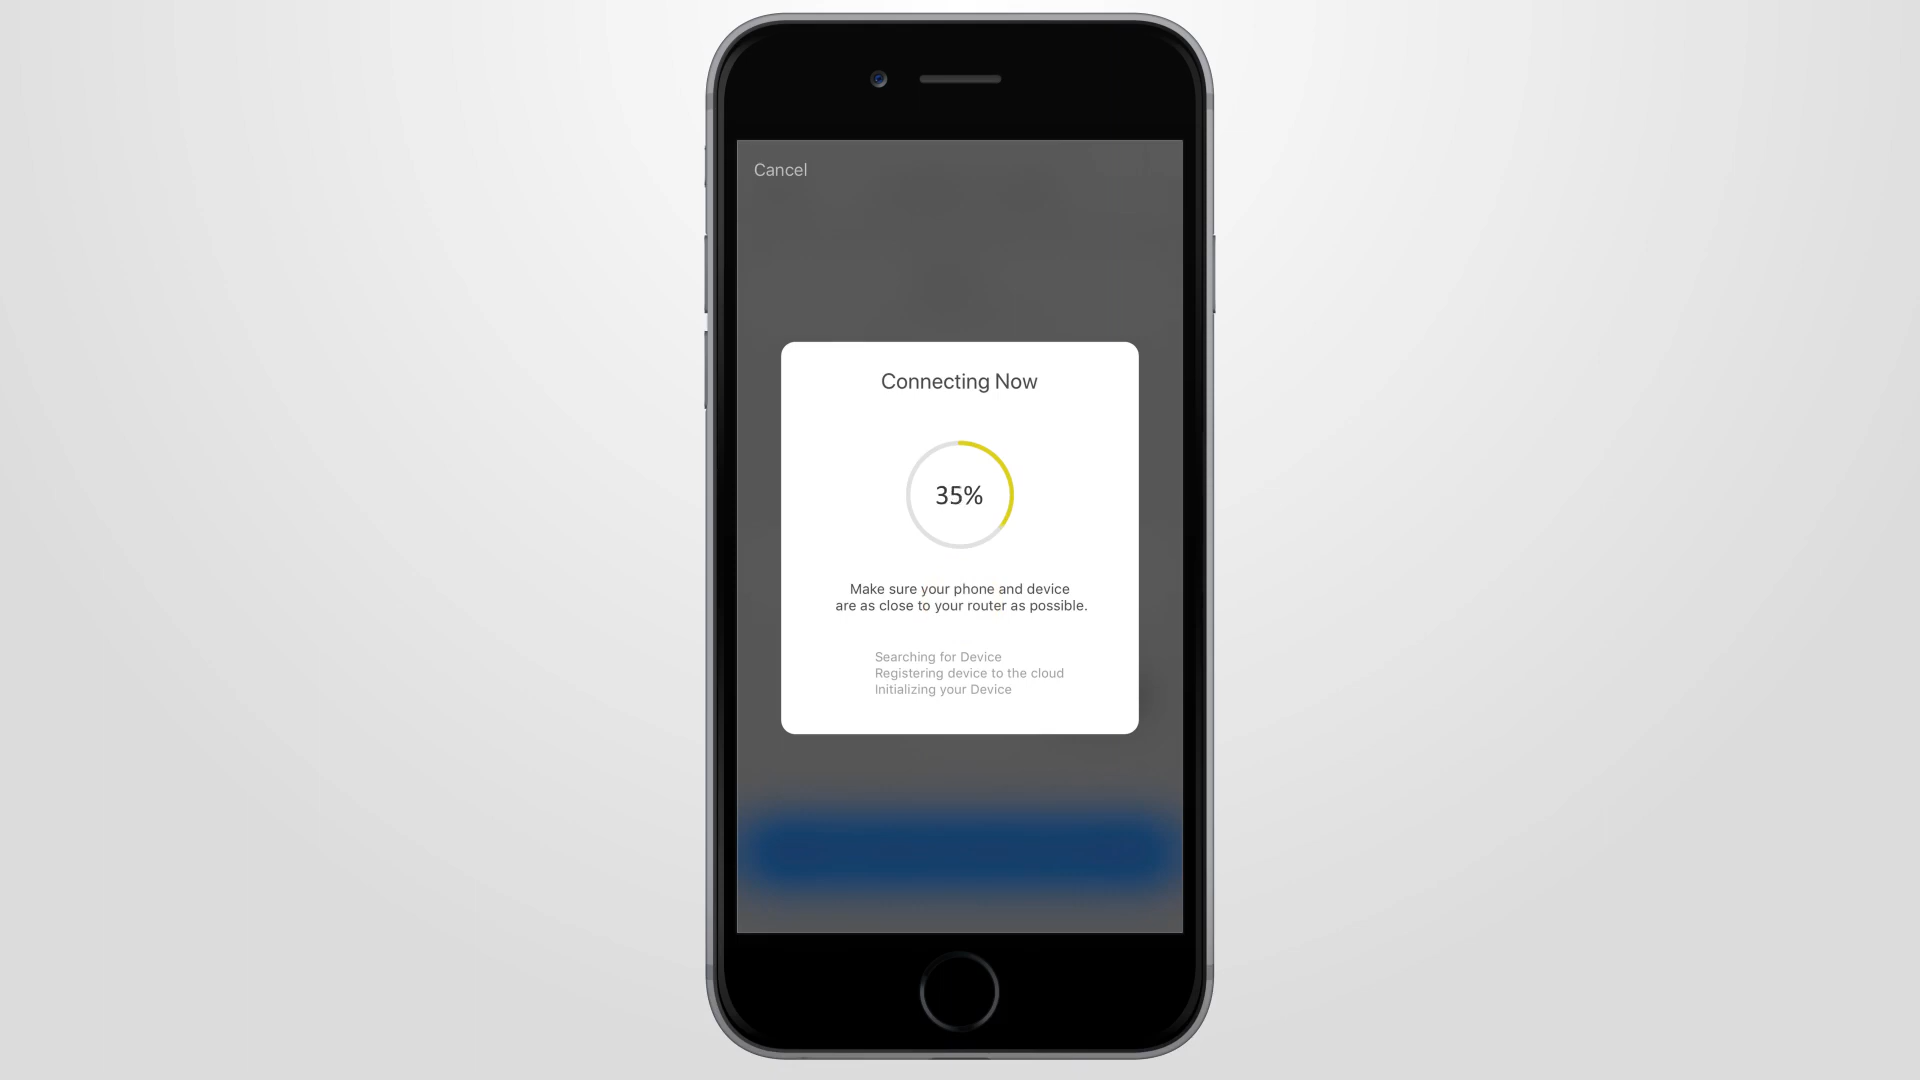 Cancel
Connecting Now
35%
Make sure your phone and device
are as close to your router as possible.
Searching for Device
Registering device to the cloud
Initializing your Device